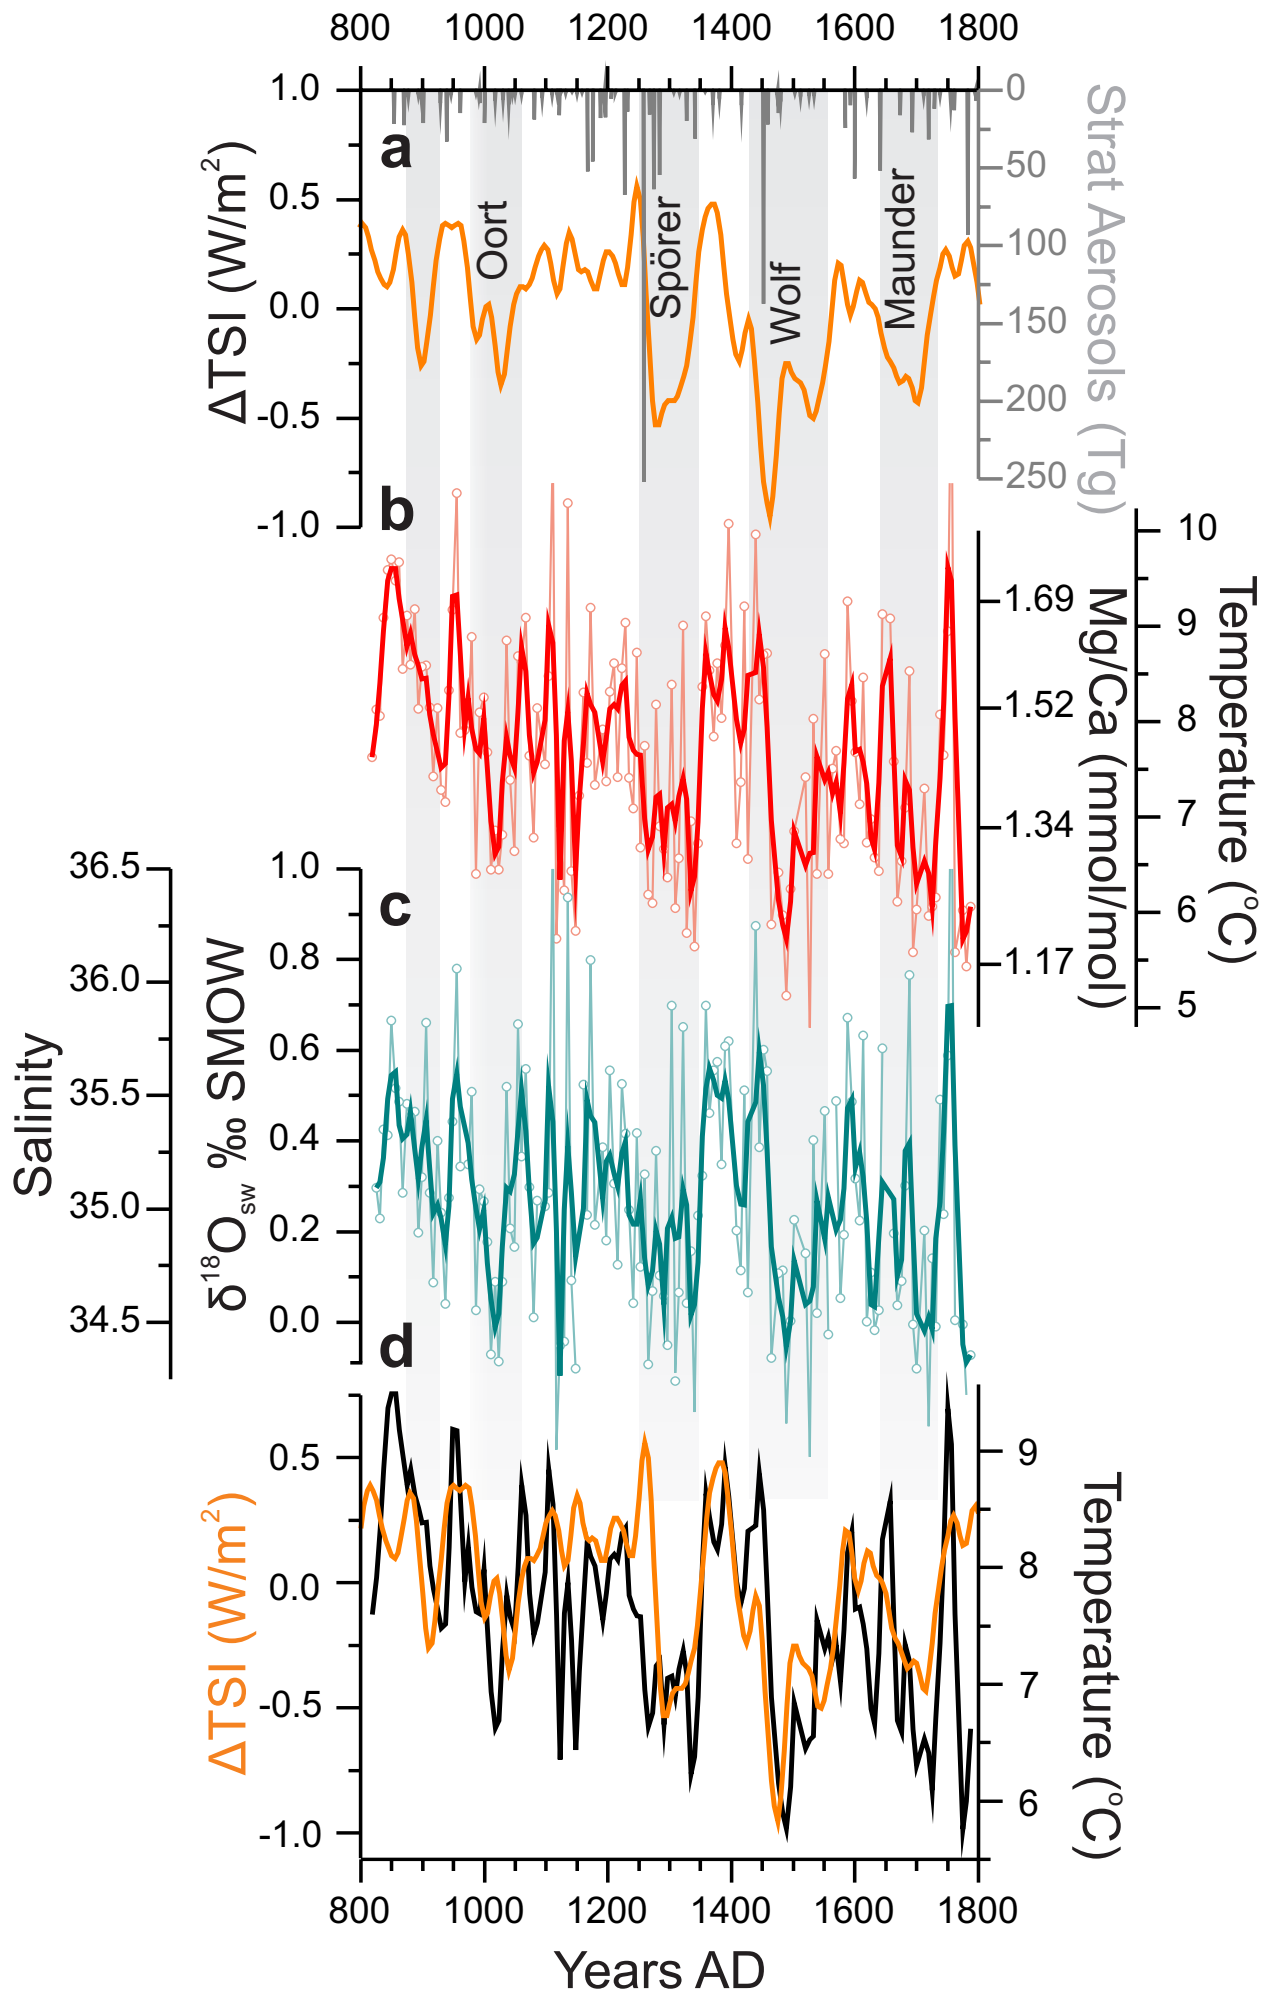 800 1000 1200 1400 1600 1800
1.0
0.5
0.0
-0.5
-1.0
ΔTSI (W/m²)
a
Oort
Spörer
Wolf
Maunder
0
50
100
150
200
250
Strat Aerosols (Tg)
b
1.69
1.52
1.34
1.17
Mg/Ca (mmol/mol)
10
9
8
7
6
5
Temperature (°C)
36.5
36.0
35.5
35.0
34.5
Salinity
1.0
0.8
0.6
0.4
0.2
0.0
δ¹⁸Osw ‰ SMOW
c
d
0.5
0.0
-0.5
-1.0
ΔTSI (W/m²)
9
8
7
6
Temperature (°C)
800 1000 1200 1400 1600 1800
Years AD